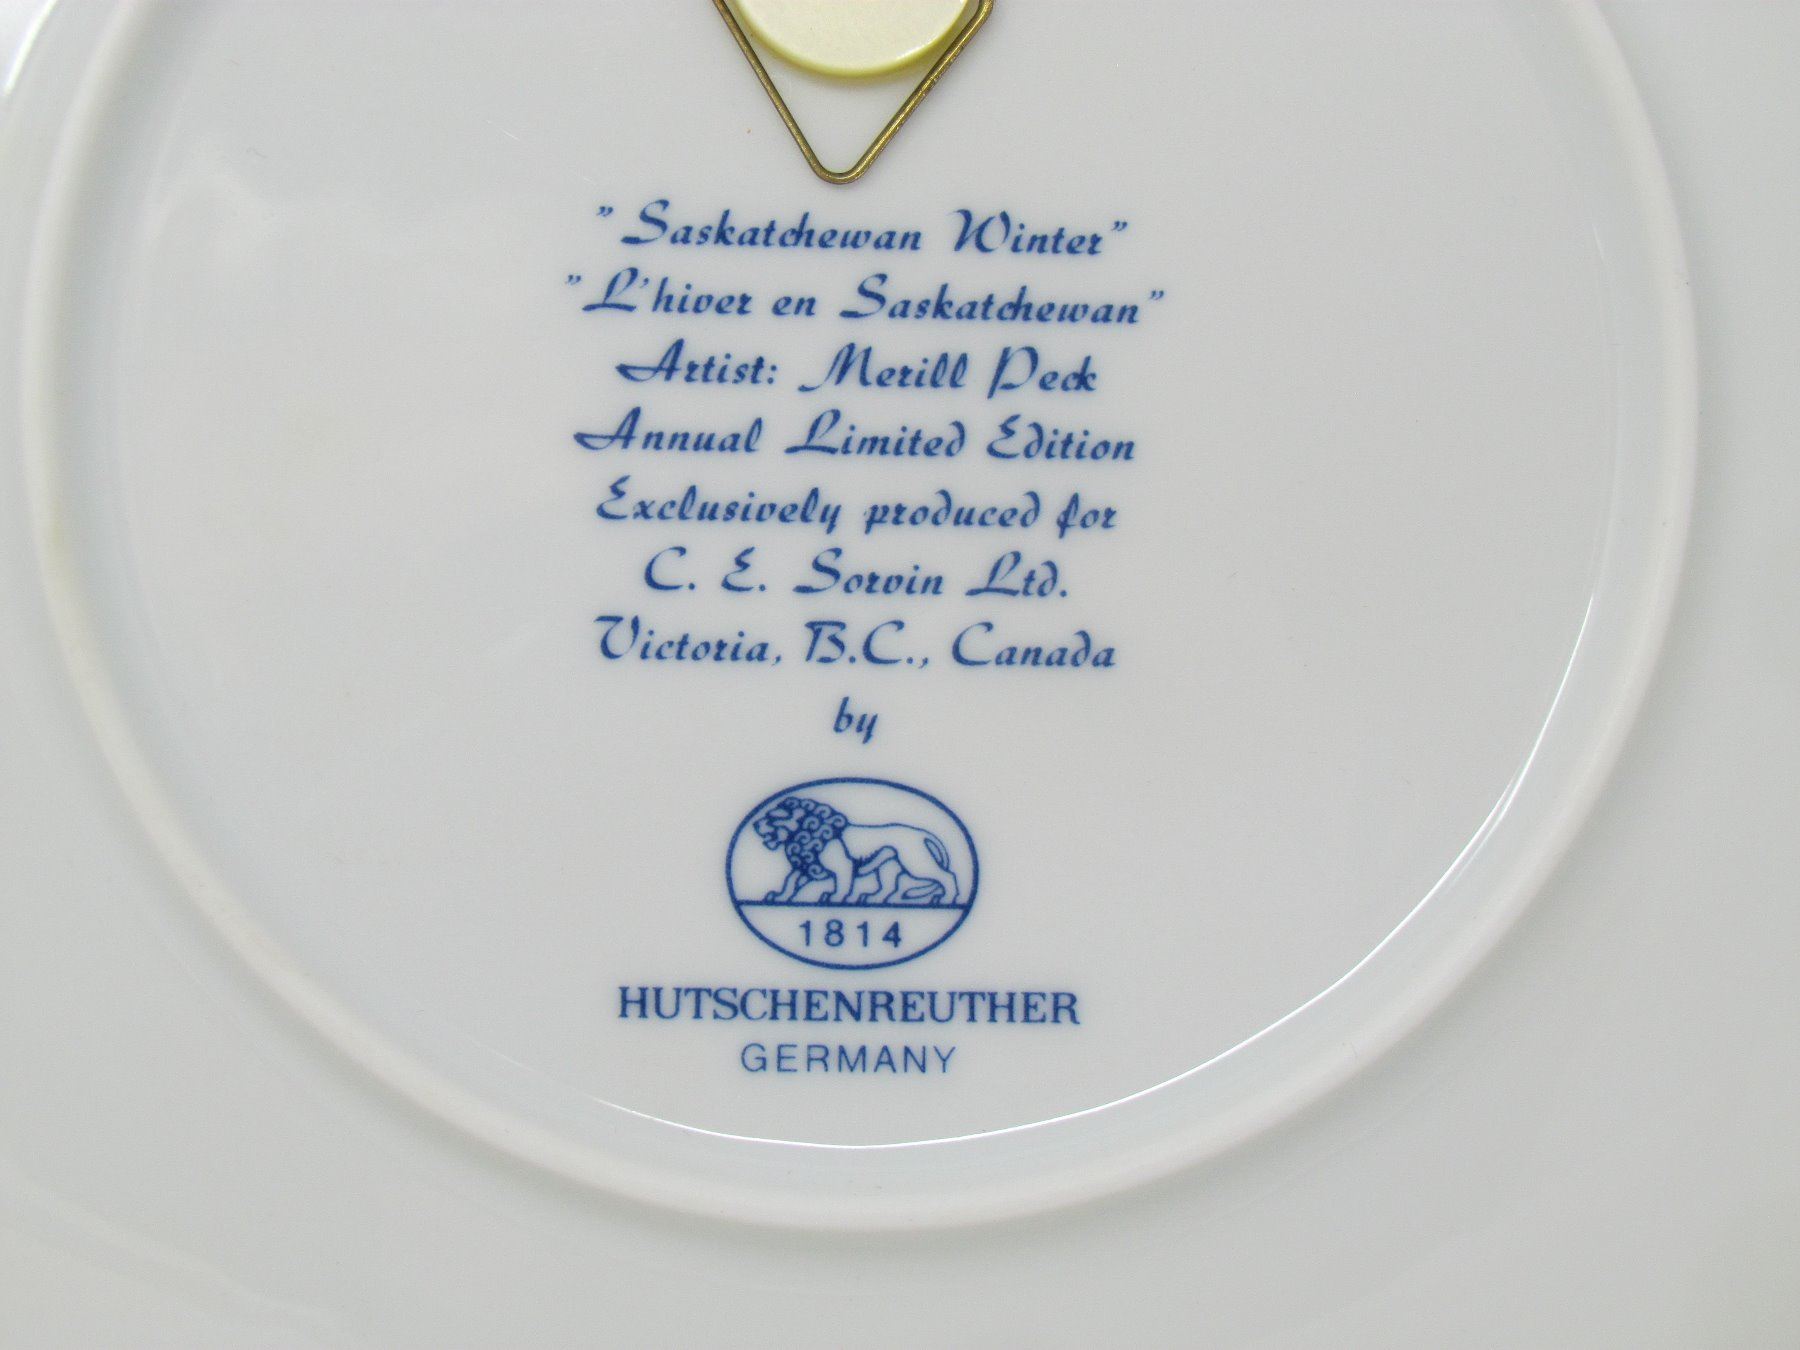 "Saskatchewan Winter"
"L'hiver en Saskatchewan"
Artist: Merill Peck
Annual Limited Edition
Exclusively produced for
C. E. Sorvin Ltd.
Victoria, B.C., Canada
by
1814
HUTSCHENREUTHER
GERMANY